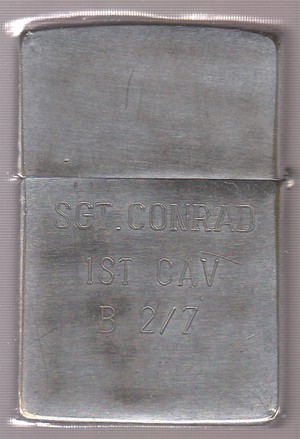 SGT. CONRAD
1ST CAV
B 2/7